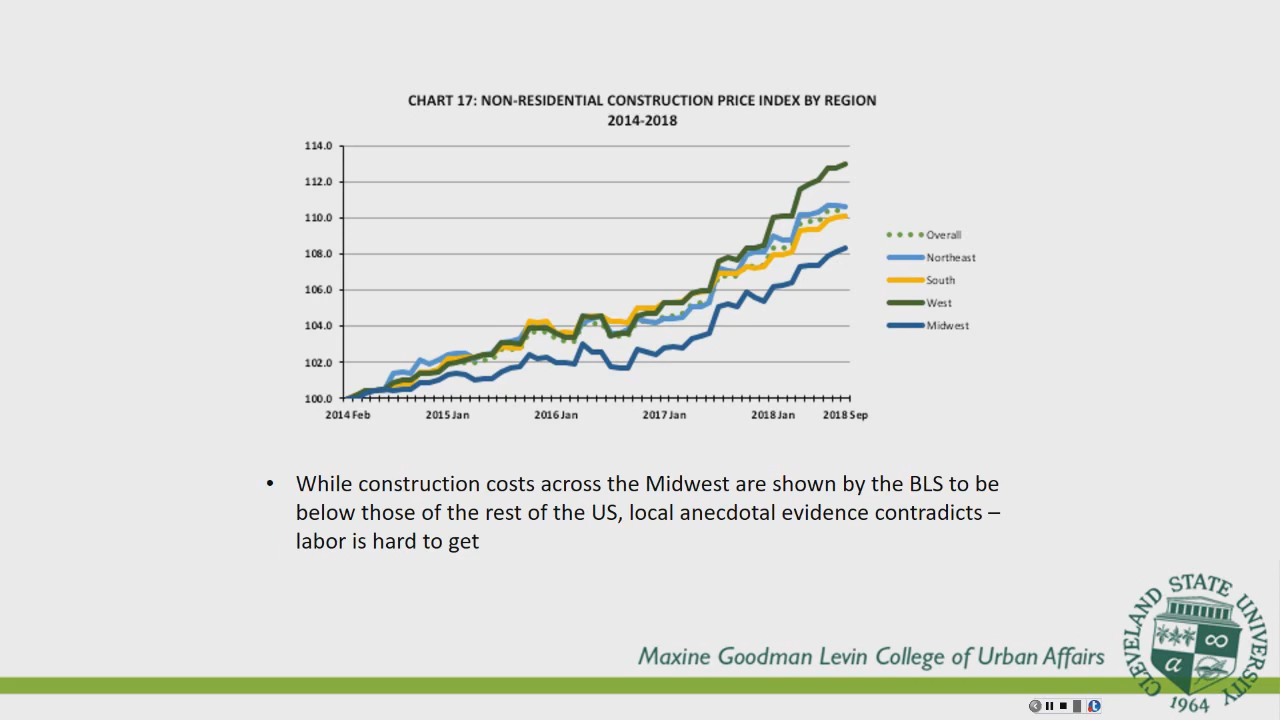 CHART 17: NON-RESIDENTIAL CONSTRUCTION PRICE INDEX BY REGION
2014-2018
114.0
112.0
110.0
108.0
106.0
104.0
102.0
100.0
2014 Feb
2015 Jan
2016 Jan
2017 Jan
2018 Jan
2018 Sep
Overall
Northeast
South
West
Midwest
• While construction costs across the Midwest are shown by the BLS to be
below those of the rest of the US, local anecdotal evidence contradicts –
labor is hard to get
Maxine Goodman Levin College of Urban Affairs
CLEVELAND STATE UNIVERSITY
1964